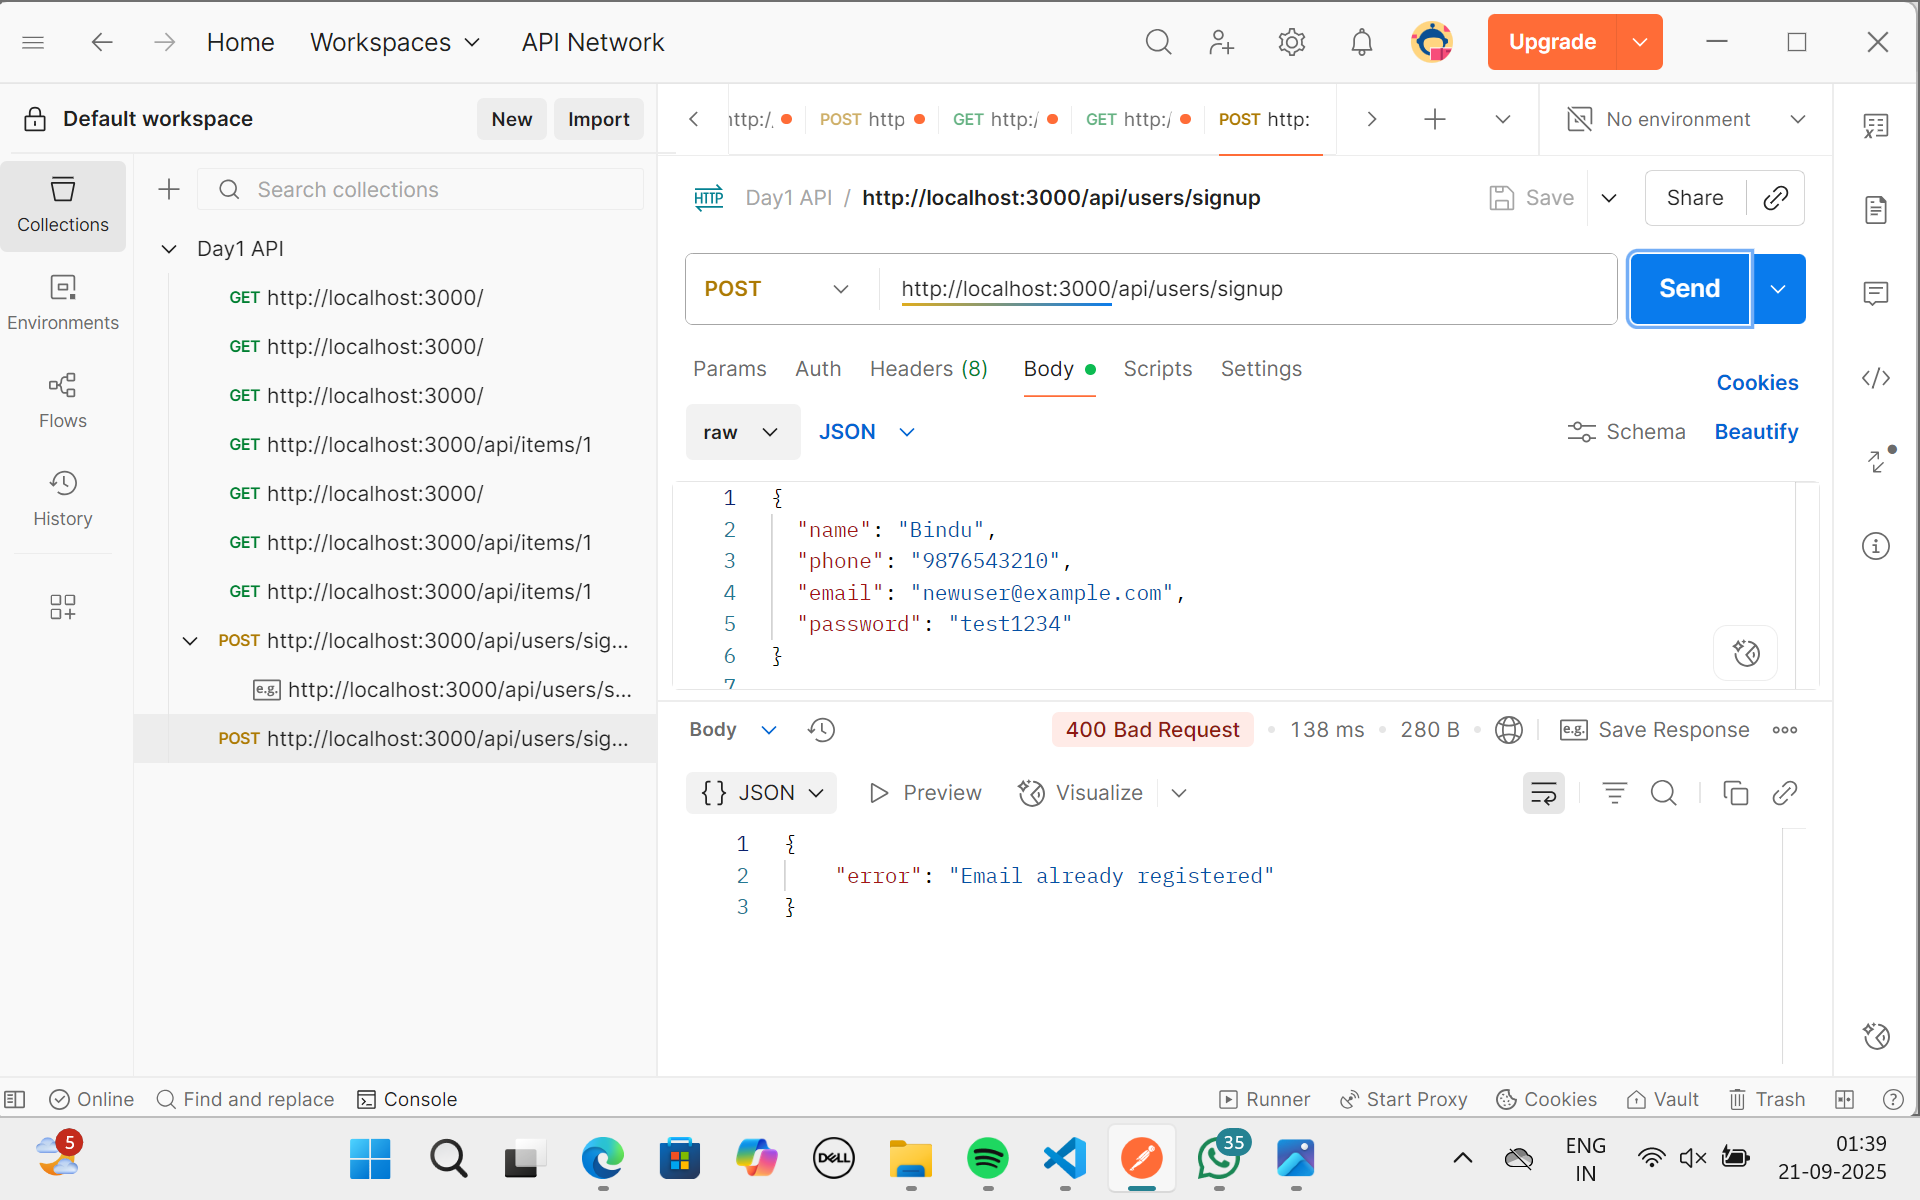 Home Workspaces API Network Upgrade
Default workspace New Import
http:/, POST http GET http:/ GET http:/ POST http: No environment
Collections
Environments
Flows
History
Search collections
Day1 API
GET http://localhost:3000/
GET http://localhost:3000/
GET http://localhost:3000/
GET http://localhost:3000/api/items/1
GET http://localhost:3000/
GET http://localhost:3000/api/items/1
GET http://localhost:3000/api/items/1
POST http://localhost:3000/api/users/sig...
e.g. http://localhost:3000/api/users/s...
POST http://localhost:3000/api/users/sig...
HTTP Day1 API / http://localhost:3000/api/users/signup Save Share
POST http://localhost:3000/api/users/signup Send
Params Auth Headers (8) Body Scripts Settings Cookies
raw JSON Schema Beautify
1 {
2 "name": "Bindu",
3 "phone": "9876543210",
4 "email": "newuser@example.com",
5 "password": "test1234"
6 }
7
Body 400 Bad Request 138 ms 280 B e.g. Save Response
{} JSON Preview Visualize
1 {
2 "error": "Email already registered"
3 }
Online Find and replace Console Runner Start Proxy Cookies Vault Trash
5 DELL 35 ENG IN 01:39
21-09-2025